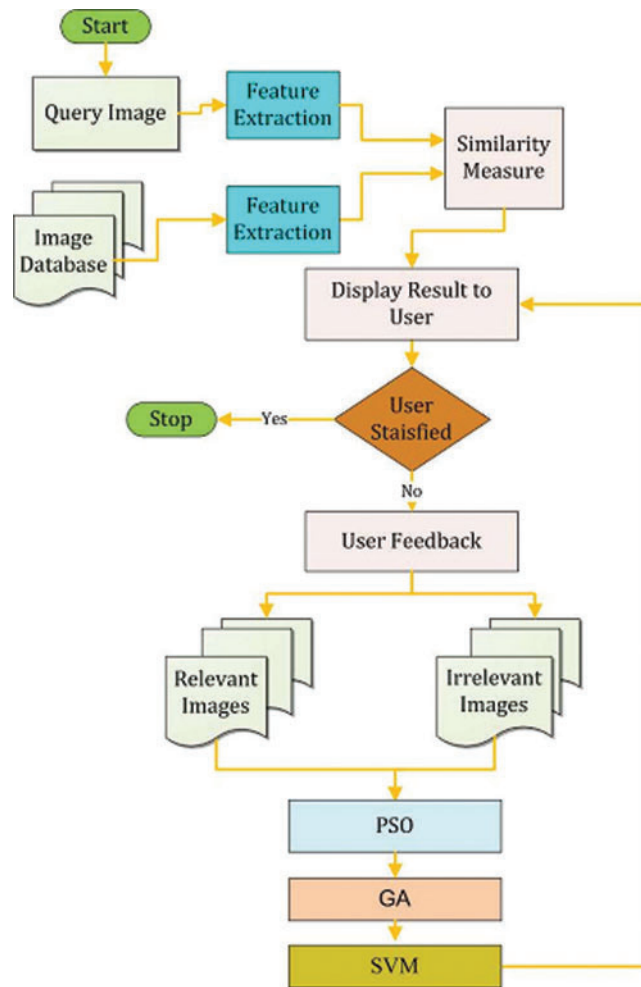 Start
Query Image
Feature
Extraction
Similarity
Measure
Image
Database
Feature
Extraction
Display Result to
User
User
Staisfied
Yes
Stop
No
User Feedback
Relevant
Images
Irrelevant
Images
PSO
GA
SVM